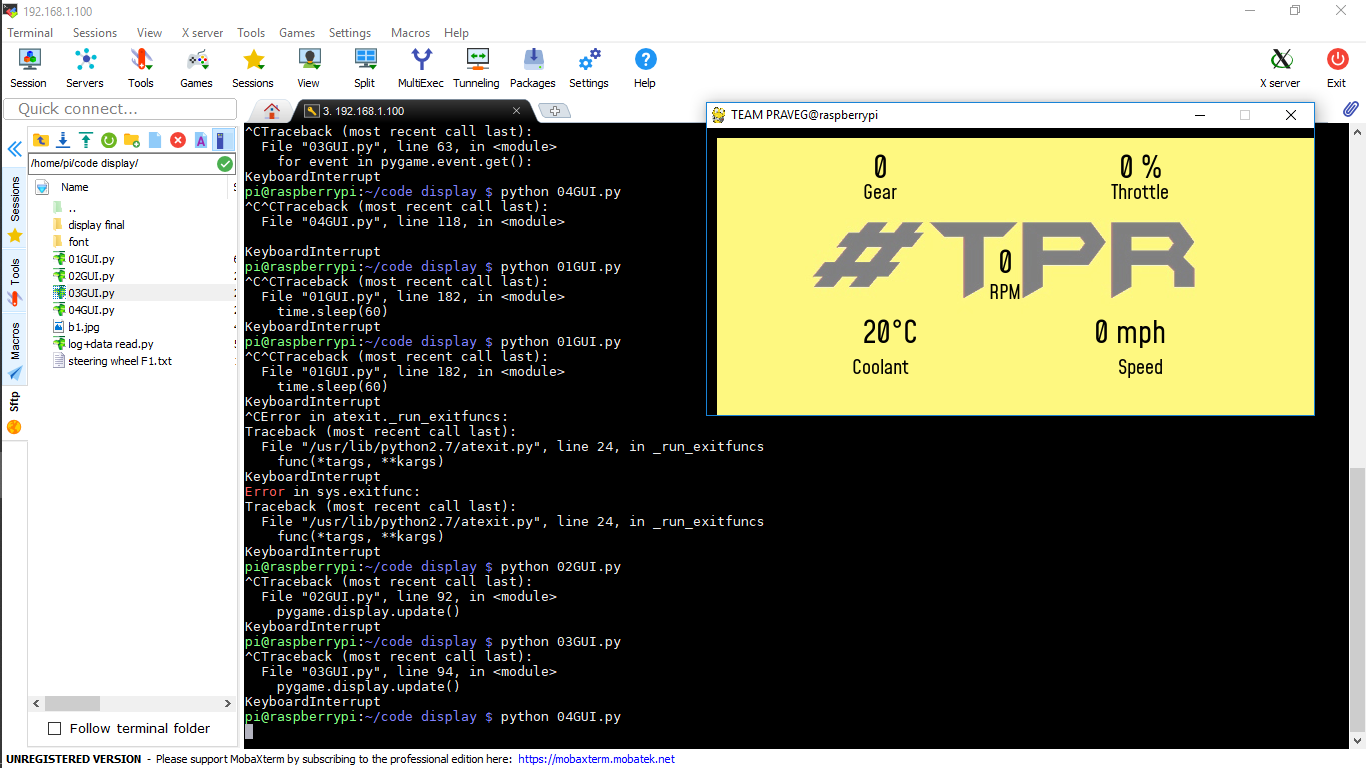 192.168.1.100
Terminal Sessions View X server Tools Games Settings Macros Help
Session Servers Tools Games Sessions View Split MultiExec Tunneling Packages Settings Help X server Exit
Quick connect...
3. 192.168.1.100
/home/pi/code display/
Name
..
display final
font
01GUI.py
02GUI.py
03GUI.py
04GUI.py
b1.jpg
log+data read.py
steering wheel F1.txt
Sessions
Tools
Macros
Sftp
Follow terminal folder
^CTraceback (most recent call last):
  File "03GUI.py", line 63, in <module>
    for event in pygame.event.get():
KeyboardInterrupt
pi@raspberrypi:~/code display $ python 04GUI.py
^C^CTraceback (most recent call last):
  File "04GUI.py", line 118, in <module>
KeyboardInterrupt
pi@raspberrypi:~/code display $ python 01GUI.py
^C^CTraceback (most recent call last):
  File "01GUI.py", line 182, in <module>
    time.sleep(60)
KeyboardInterrupt
pi@raspberrypi:~/code display $ python 01GUI.py
^C^CTraceback (most recent call last):
  File "01GUI.py", line 182, in <module>
    time.sleep(60)
KeyboardInterrupt
^CError in atexit._run_exitfuncs:
Traceback (most recent call last):
  File "/usr/lib/python2.7/atexit.py", line 24, in _run_exitfuncs
    func(*targs, **kargs)
KeyboardInterrupt
Error in sys.exitfunc:
Traceback (most recent call last):
  File "/usr/lib/python2.7/atexit.py", line 24, in _run_exitfuncs
    func(*targs, **kargs)
KeyboardInterrupt
pi@raspberrypi:~/code display $ python 02GUI.py
^CTraceback (most recent call last):
  File "02GUI.py", line 92, in <module>
    pygame.display.update()
KeyboardInterrupt
pi@raspberrypi:~/code display $ python 03GUI.py
^CTraceback (most recent call last):
  File "03GUI.py", line 94, in <module>
    pygame.display.update()
KeyboardInterrupt
pi@raspberrypi:~/code display $ python 04GUI.py
TEAM PRAVEG@raspberrypi
0 0 %
Gear Throttle
#TPR
0
RPM
20°C 0 mph
Coolant Speed
UNREGISTERED VERSION - Please support MobaXterm by subscribing to the professional edition here: https://mobaxterm.mobatek.net